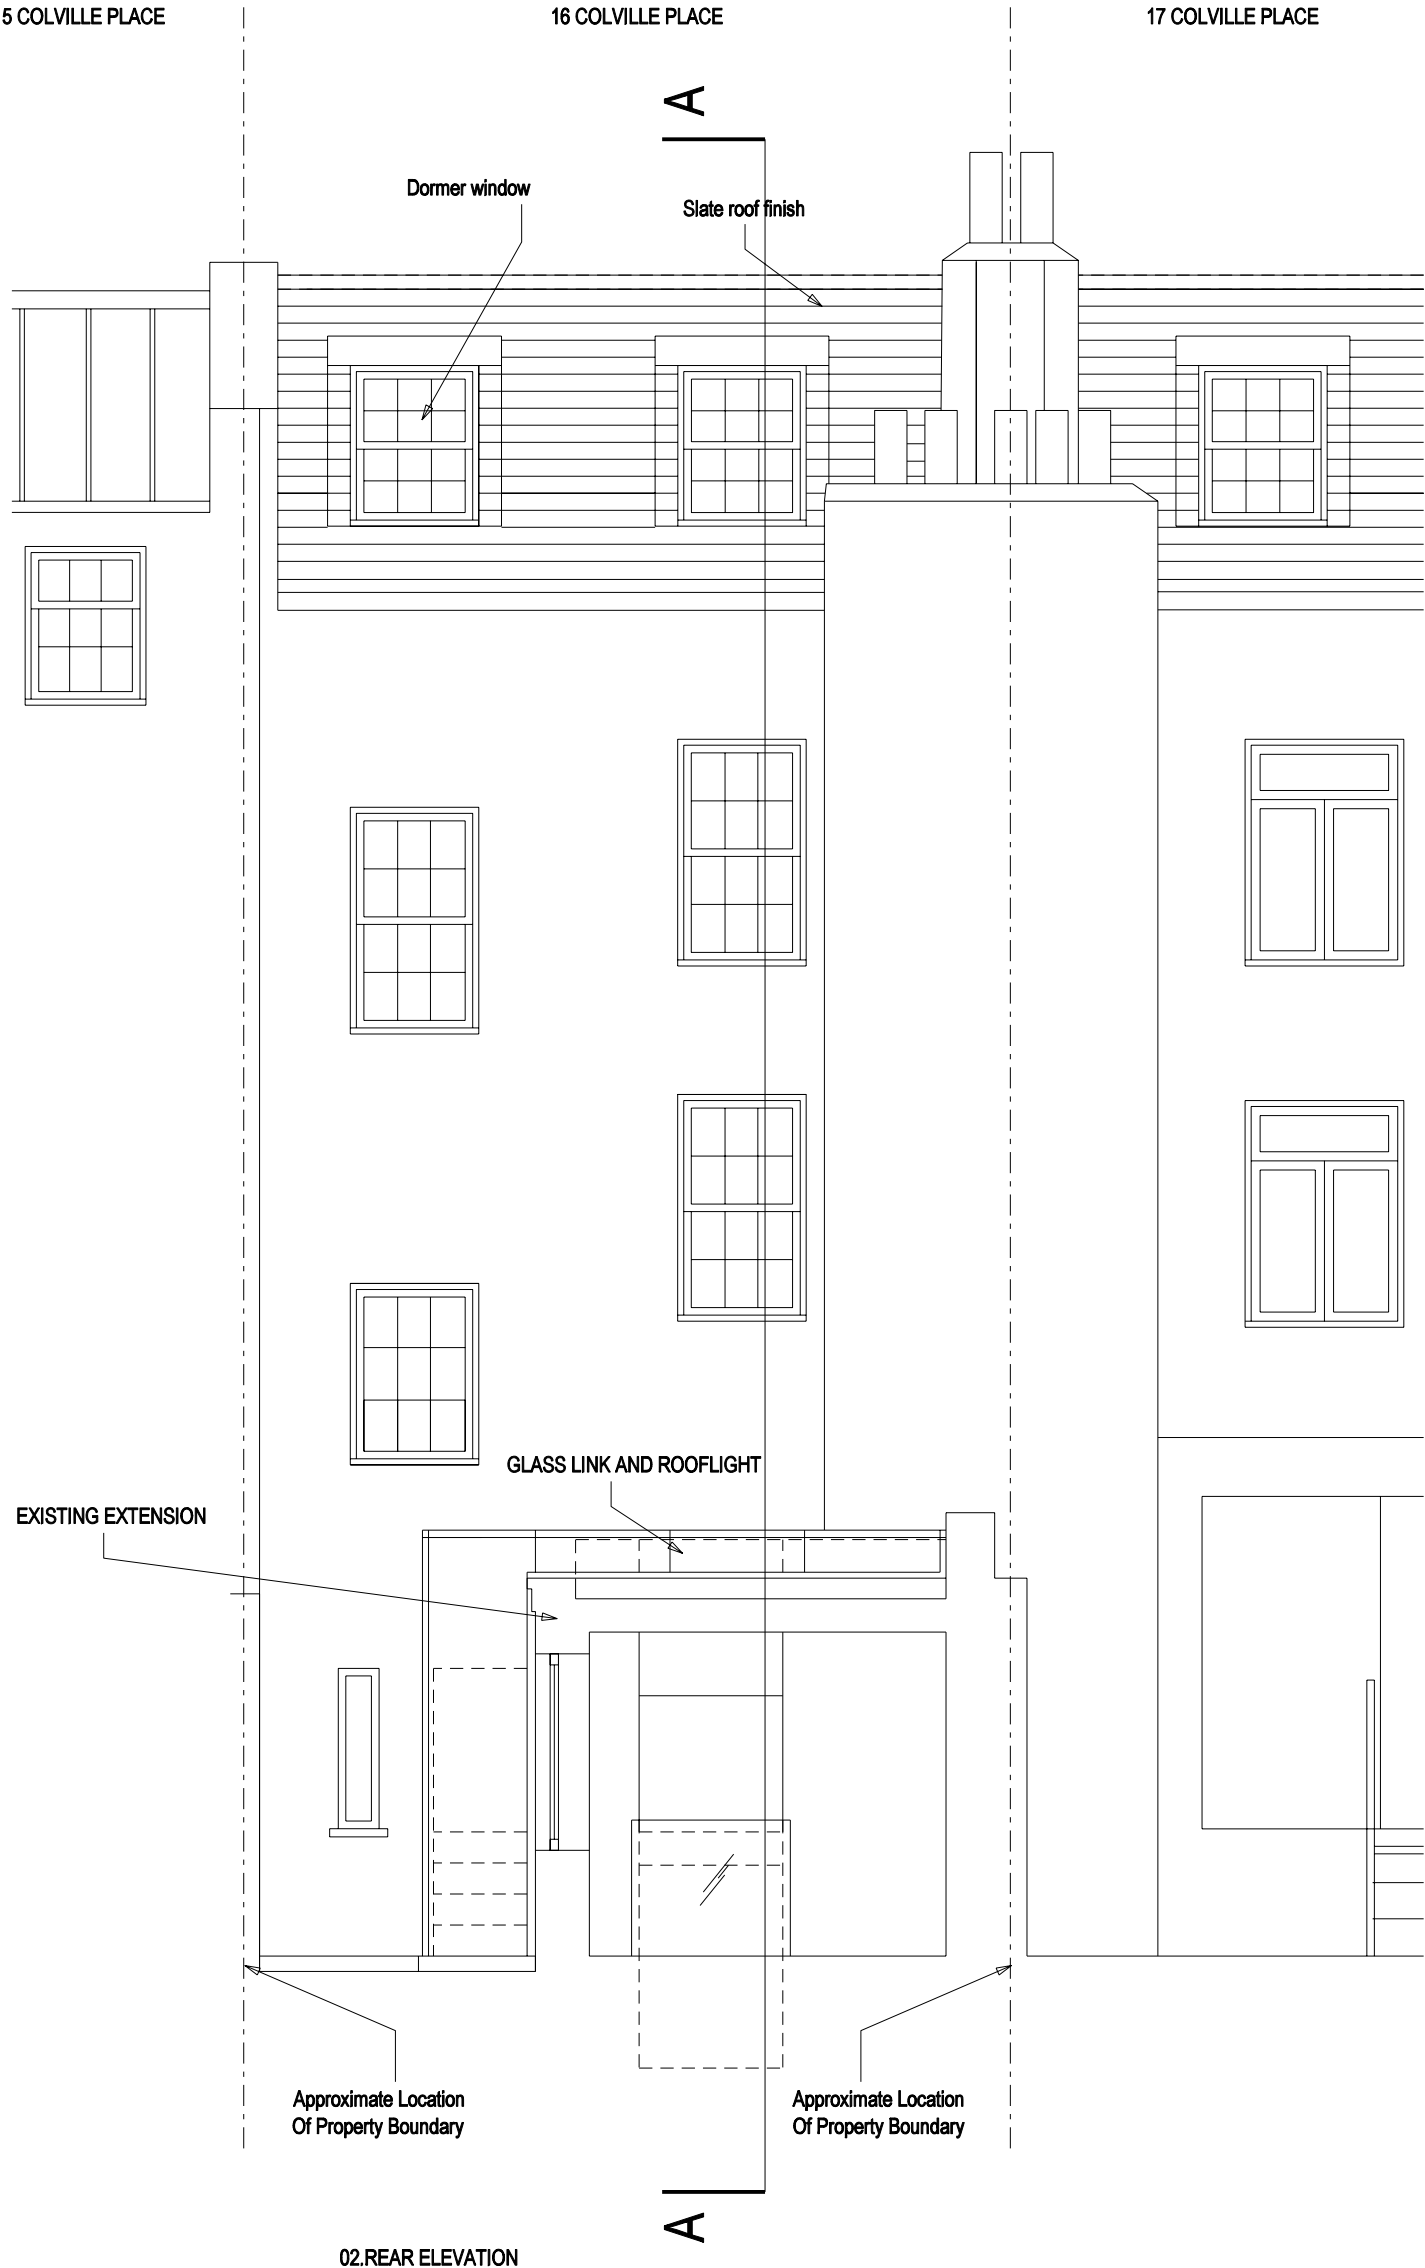 5 COLVILLE PLACE
16 COLVILLE PLACE
17 COLVILLE PLACE
A
Dormer window
Slate roof finish
GLASS LINK AND ROOFLIGHT
EXISTING EXTENSION
Approximate Location
Of Property Boundary
Approximate Location
Of Property Boundary
A
02.REAR ELEVATION